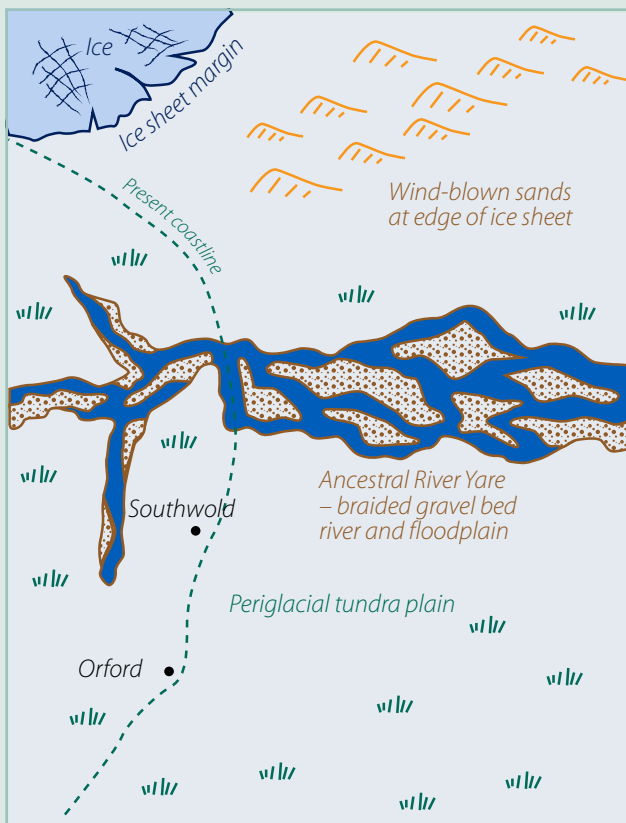 Ice
Ice sheet margin
Present coastline
Wind-blown sands
at edge of ice sheet
Ancestral River Yare
– braided gravel bed
river and floodplain
Southwold
Periglacial tundra plain
Orford